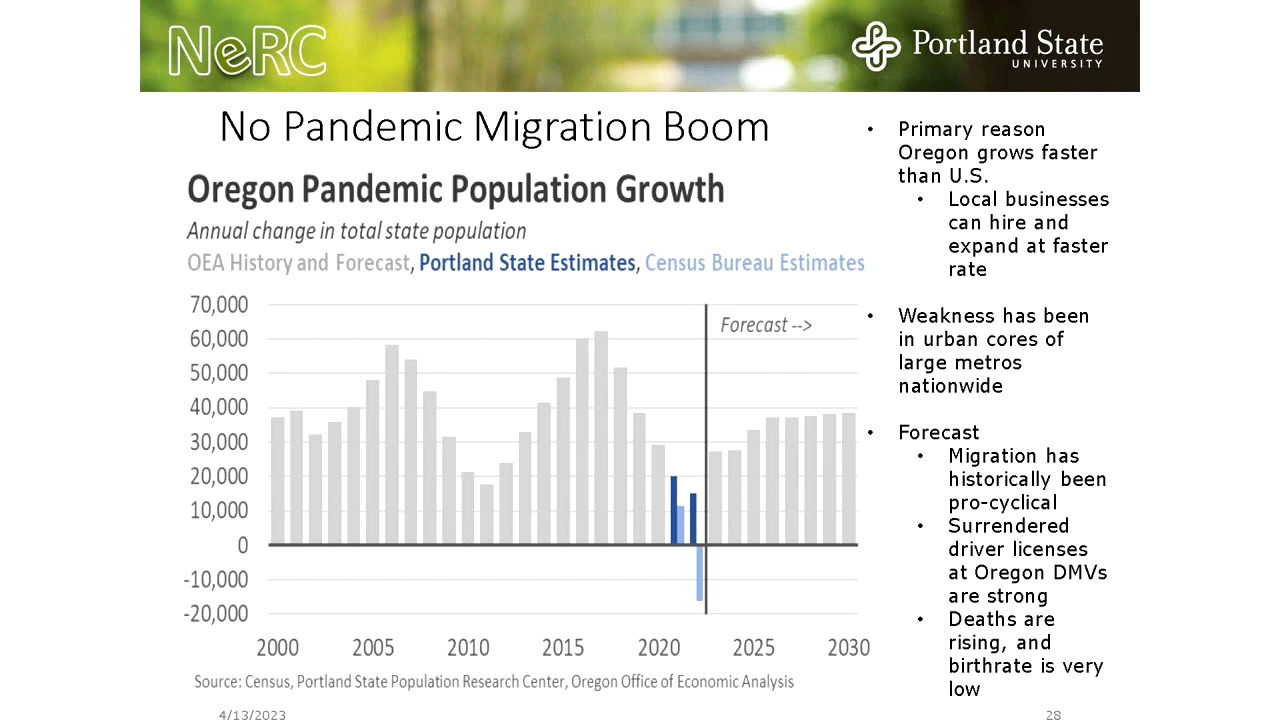 NeRC
Portland State
UNIVERSITY
No Pandemic Migration Boom
Oregon Pandemic Population Growth
Annual change in total state population
OEA History and Forecast, Portland State Estimates, Census Bureau Estimates
70,000
60,000
50,000
40,000
30,000
20,000
10,000
0
-10,000
-20,000
Forecast -->
2000 2005 2010 2015 2020 2025 2030
Source: Census, Portland State Population Research Center, Oregon Office of Economic Analysis
• Primary reason
Oregon grows faster
than U.S.
• Local businesses
can hire and
expand at faster
rate
• Weakness has been
in urban cores of
large metros
nationwide
• Forecast
• Migration has
historically been
pro-cyclical
• Surrendered
driver licenses
at Oregon DMVs
are strong
• Deaths are
rising, and
birthrate is very
low
4/13/2023
28